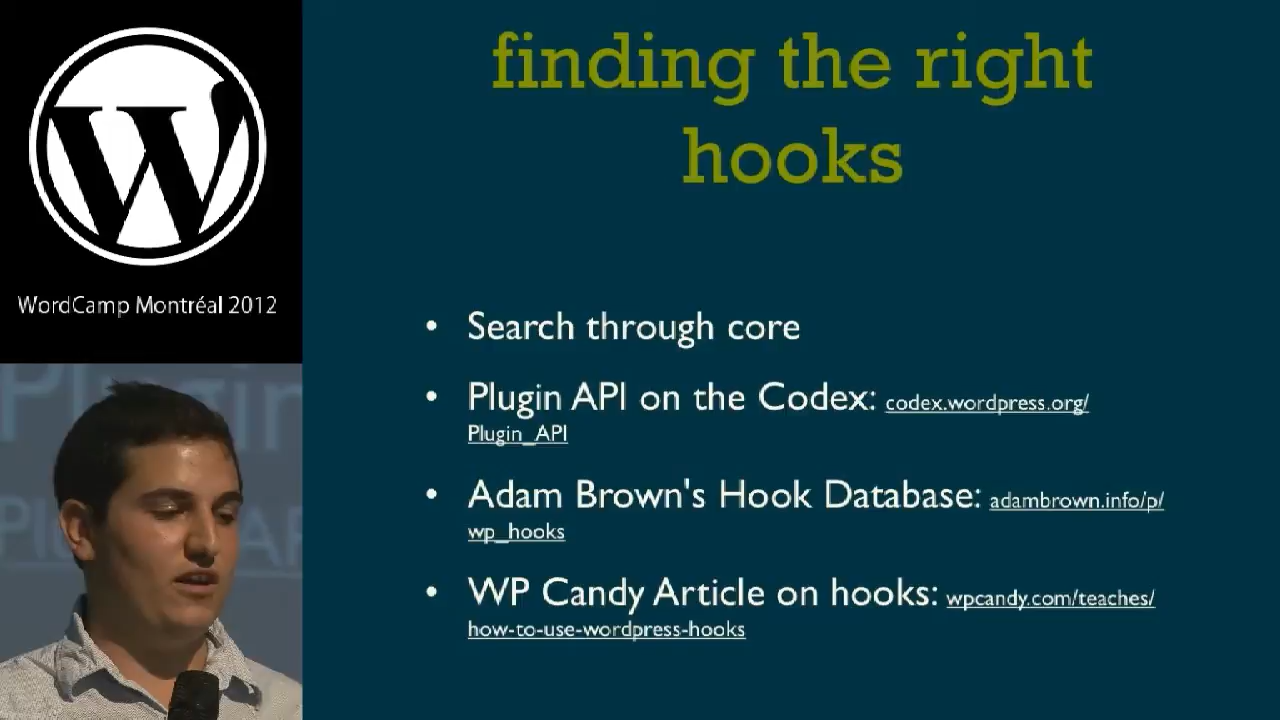 WordCamp Montréal 2012
finding the right
hooks
• Search through core
• Plugin API on the Codex: codex.wordpress.org/
Plugin_API
• Adam Brown's Hook Database: adambrown.info/p/
wp_hooks
• WP Candy Article on hooks: wpcandy.com/teaches/
how-to-use-wordpress-hooks
Plugin